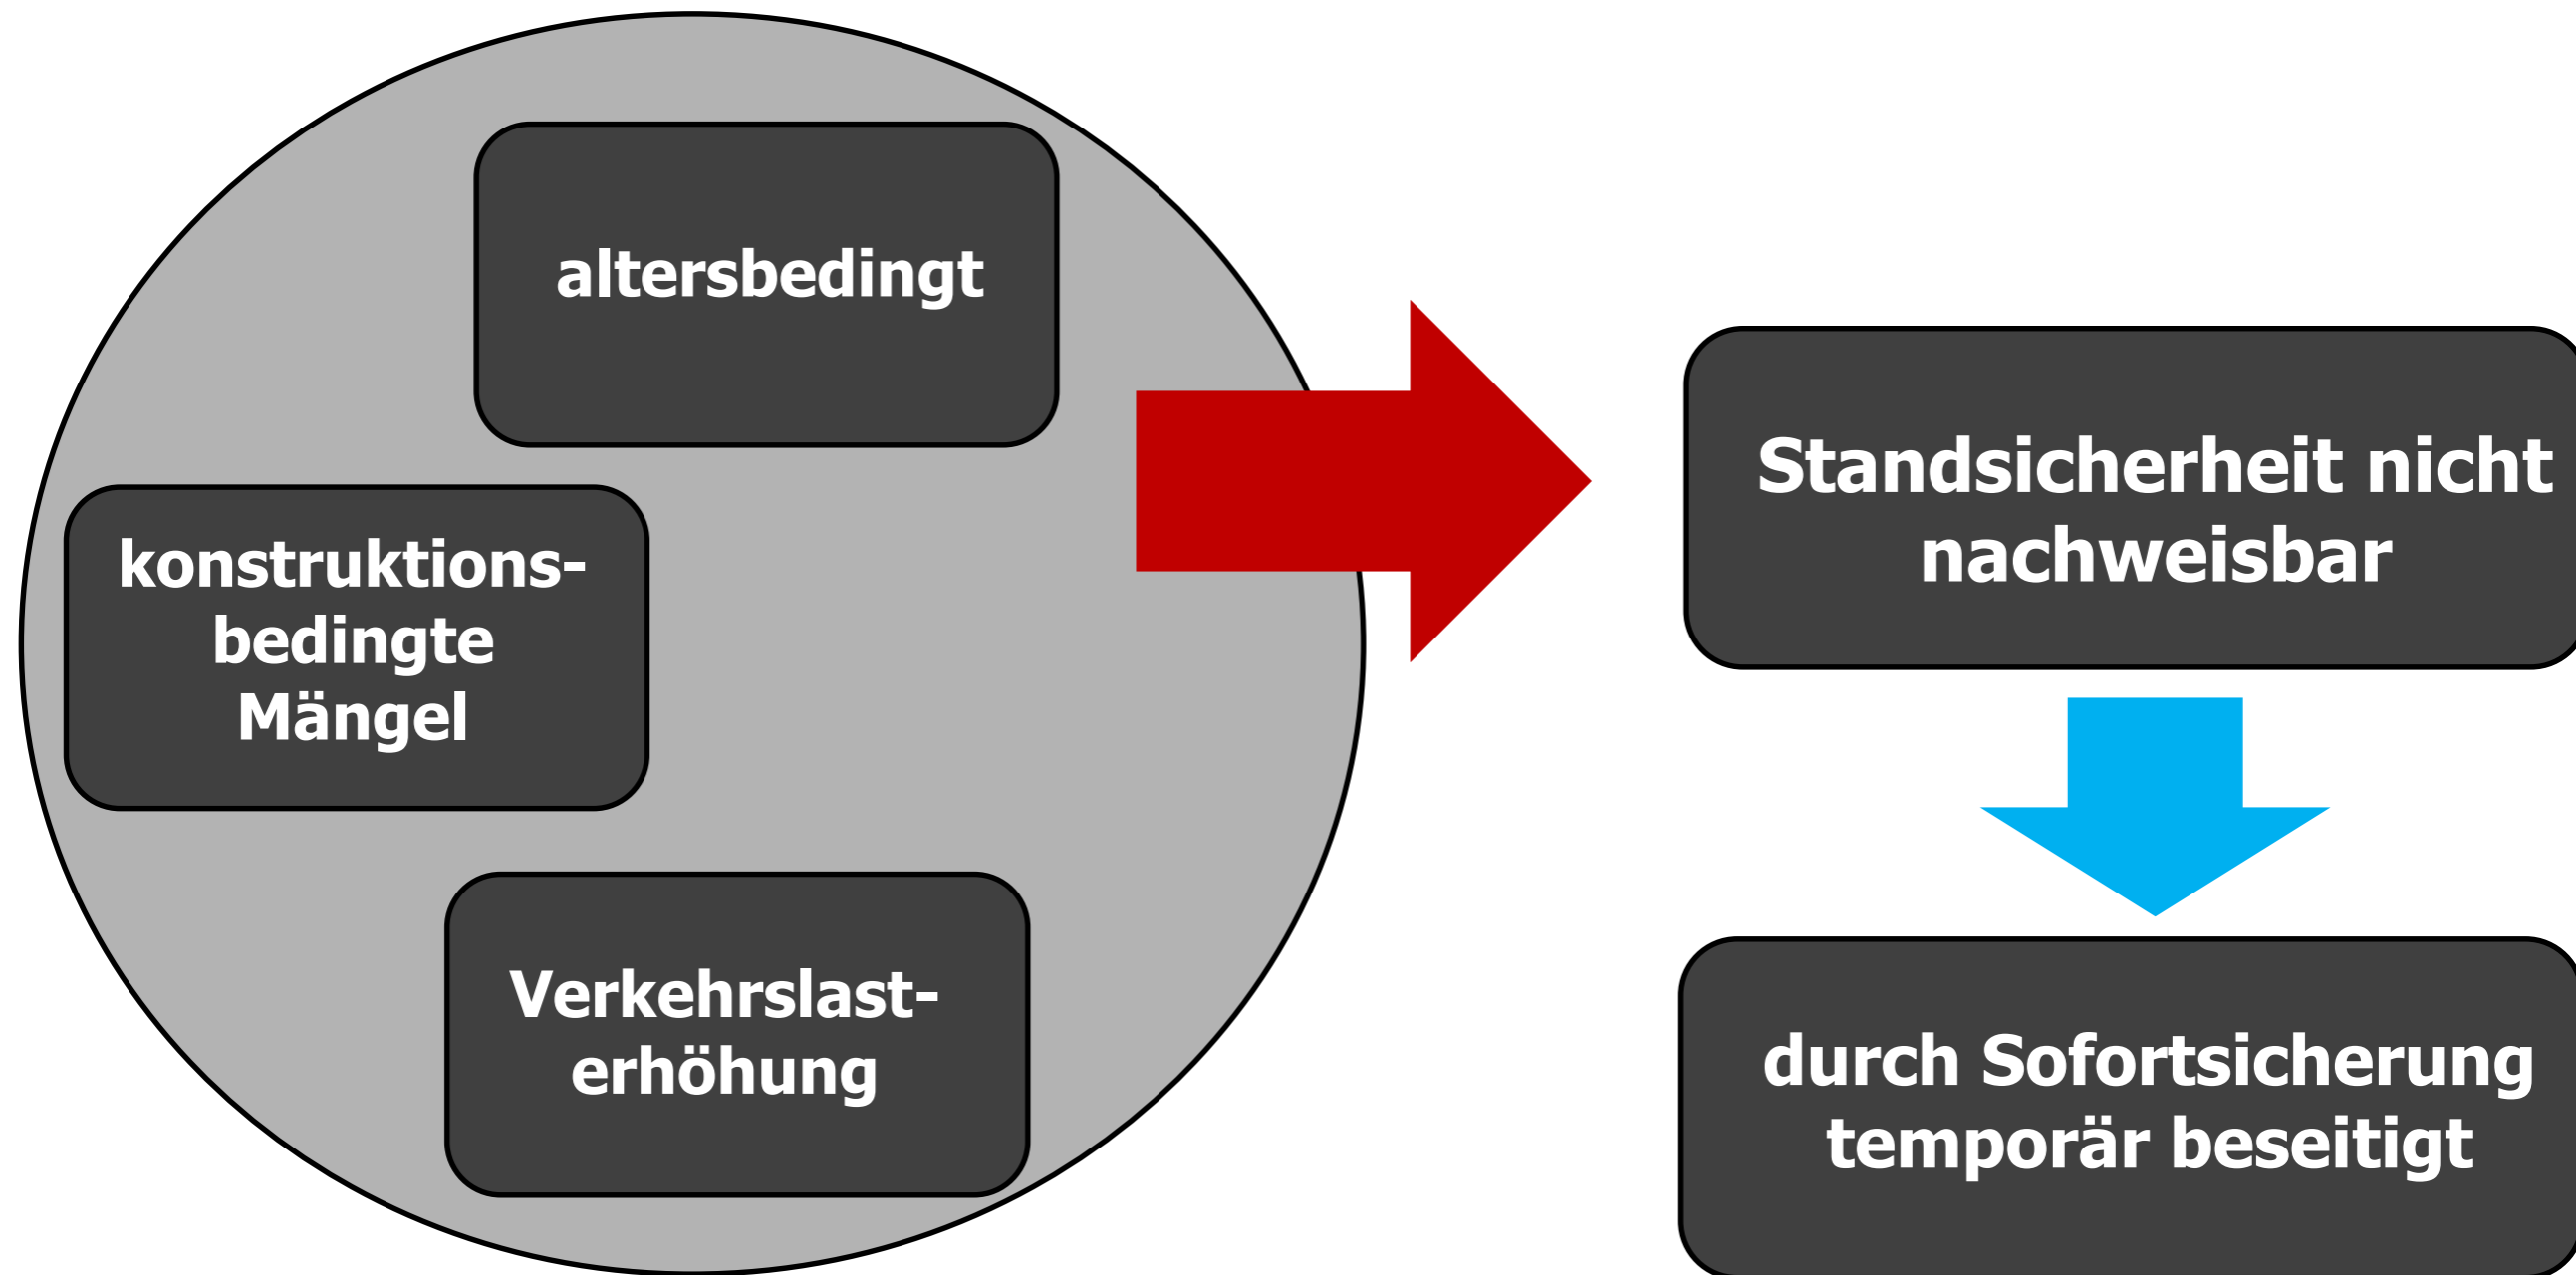 altersbedingt
konstruktions-
bedingte
Mängel
Verkehrslast-
erhöhung
Standsicherheit nicht
nachweisbar
durch Sofortsicherung
temporär beseitigt